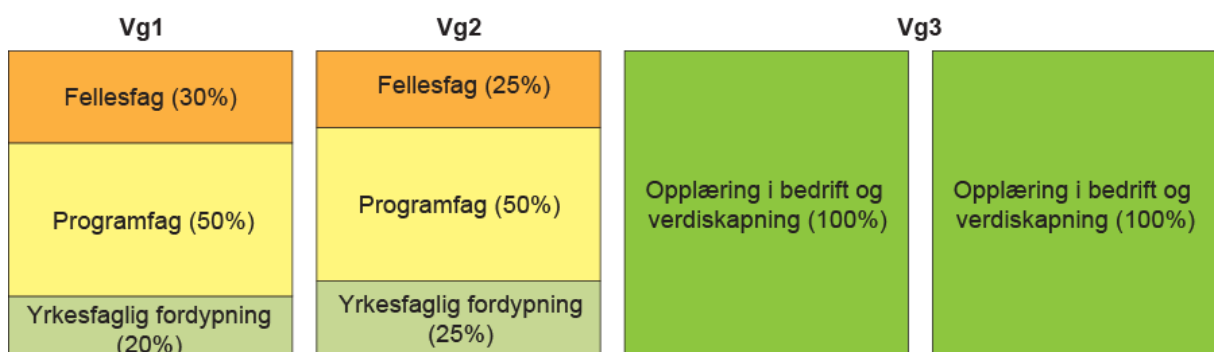 Vg1
Vg2
Vg3
Fellesfag (30%)
Programfag (50%)
Yrkesfaglig fordypning
(20%)
Fellesfag (25%)
Programfag (50%)
Yrkesfaglig fordypning
(25%)
Opplæring i bedrift og
verdiskapning (100%)
Opplæring i bedrift og
verdiskapning (100%)